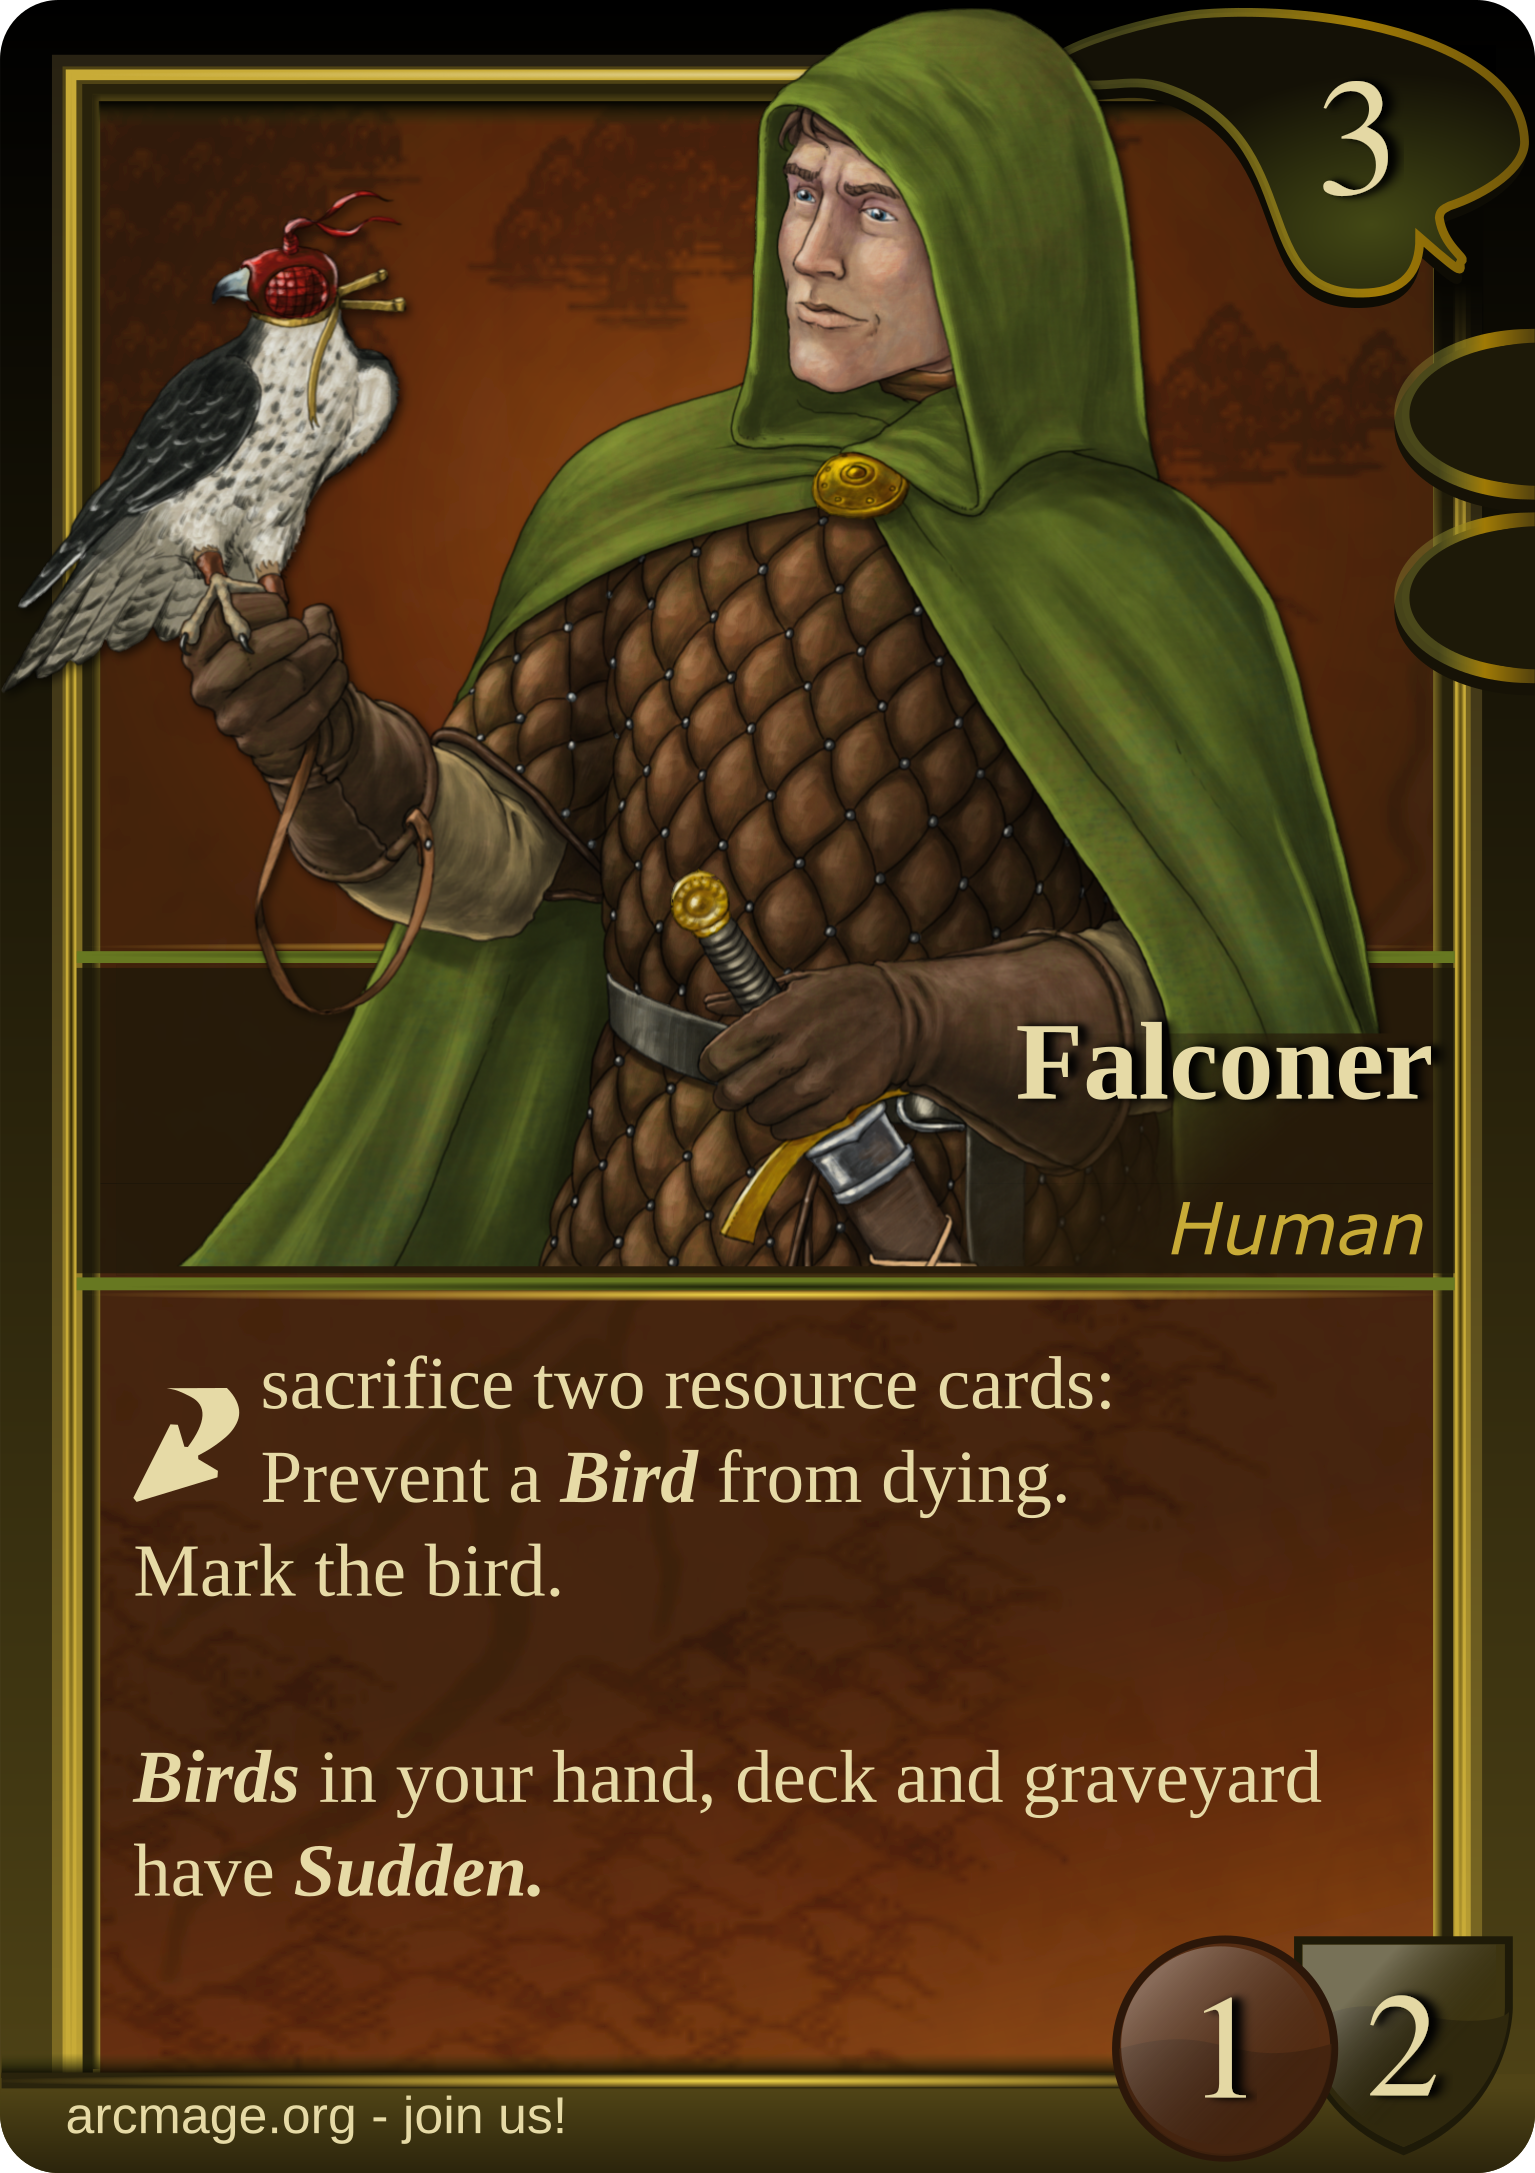 3
Falconer
Human
sacrifice two resource cards:
Prevent a Bird from dying.
Mark the bird.
Birds in your hand, deck and graveyard
have Sudden.
1 2
arcmage.org - join us!